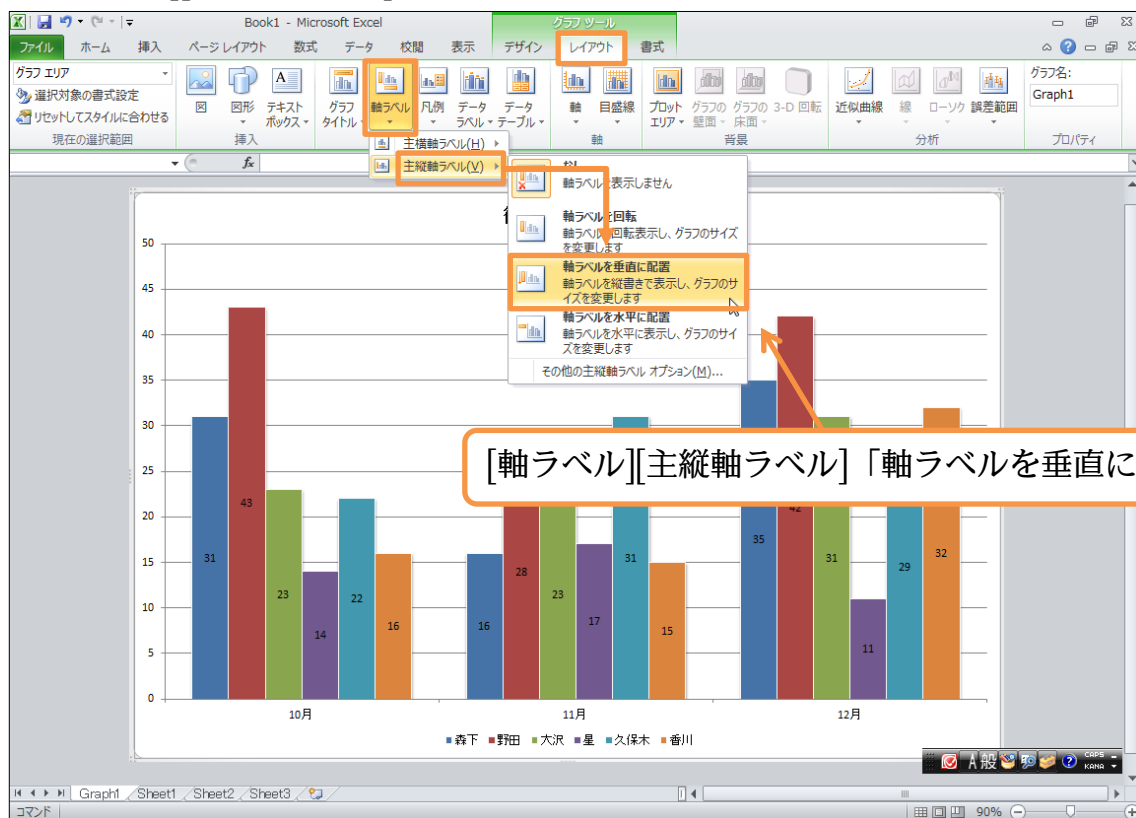 Book1 - Microsoft Excel
グラフ ツール
ファイル ホーム 挿入 ページ レイアウト 数式 データ 校閲 表示 デザイン レイアウト 書式
グラフ エリア
選択対象の書式設定
リセットしてスタイルに合わせる
現在の選択範囲
図 図形 テキスト ボックス
挿入
グラフ タイトル 軸ラベル 凡例 データ ラベル データ テーブル
軸 目盛線
軸
プロット エリア グラフの 壁面 グラフの 床面 3-D 回転
背景
近似曲線 線 ローソク 誤差範囲
分析
グラフ名:
Graph1
プロパティ
主横軸ラベル(H)
主縦軸ラベル(V)
fx
軸ラベルを表示しません
軸ラベルを回転
軸ラベルを回転表示し、グラフのサイズ
を変更します
軸ラベルを垂直に配置
軸ラベルを縦書きで表示し、グラフのサ
イズを変更します
軸ラベルを水平に配置
軸ラベルを水平に表示し、グラフのサイ
ズを変更します
その他の主縦軸ラベル オプション(M)...
[軸ラベル][主縦軸ラベル]「軸ラベルを垂直に
50
45
40
35
30
25
20
15
10
5
0
31 43 23 14 22 16
16 28 23 17 31 15
35 42 31 11 29 32
10月 11月 12月
森下 野田 大沢 星 久保木 香川
A 般 CAPS KANA
Graph1 Sheet1 Sheet2 Sheet3
コマンド 90%